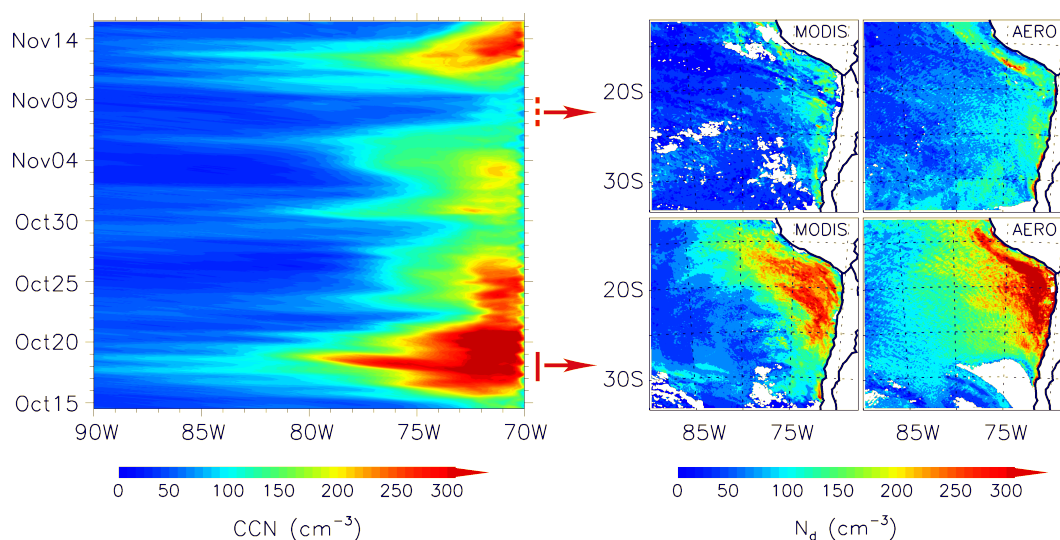 Nov14
Nov09
Nov04
Oct30
Oct25
Oct20
Oct15
90W 85W 80W 75W 70W
0 50 100 150 200 250 300
CCN (cm⁻³)
MODIS AERO
20S
30S
MODIS AERO
20S
30S
85W 75W 85W 75W
0 50 100 150 200 250 300
N_d (cm⁻³)